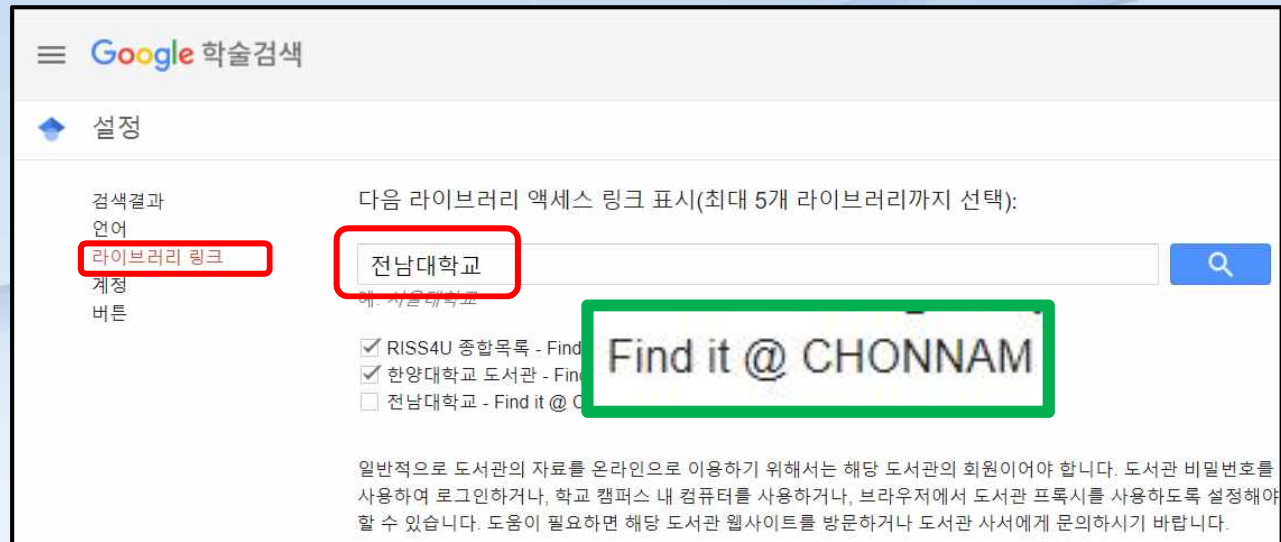 Google 학술검색
설정
검색결과
언어
라이브러리 링크
계정
버튼
다음 라이브러리 액세스 링크 표시(최대 5개 라이브러리까지 선택):
전남대학교
예: 서울대학교
RISS4U 종합목록 - Find
한양대학교 도서관 - Find
전남대학교 - Find it @ C
Find it @ CHONNAM
일반적으로 도서관의 자료를 온라인으로 이용하기 위해서는 해당 도서관의 회원이어야 합니다. 도서관 비밀번호를
사용하여 로그인하거나, 학교 캠퍼스 내 컴퓨터를 사용하거나, 브라우저에서 도서관 프록시를 사용하도록 설정해야
할 수 있습니다. 도움이 필요하면 해당 도서관 웹사이트를 방문하거나 도서관 사서에게 문의하시기 바랍니다.